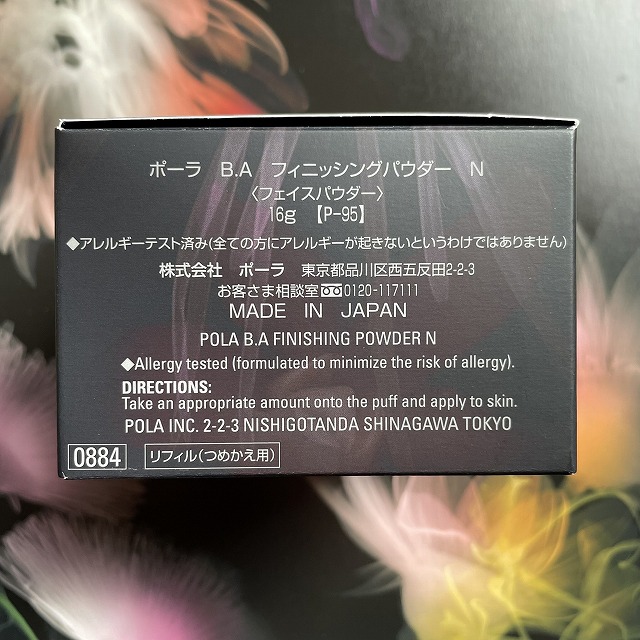 ポーラ B.A フィニッシングパウダー N
〈フェイスパウダー〉
16g 【P-95】
◆アレルギーテスト済み(全ての方にアレルギーが起きないというわけではありません)
株式会社 ポーラ 東京都品川区西五反田2-2-3
お客さま相談室 0120-117111
MADE IN JAPAN
POLA B.A FINISHING POWDER N
◆Allergy tested (formulated to minimize the risk of allergy).
DIRECTIONS:
Take an appropriate amount onto the puff and apply to skin.
POLA INC. 2-2-3 NISHIGOTANDA SHINAGAWA TOKYO
0884 リフィル(つめかえ用)